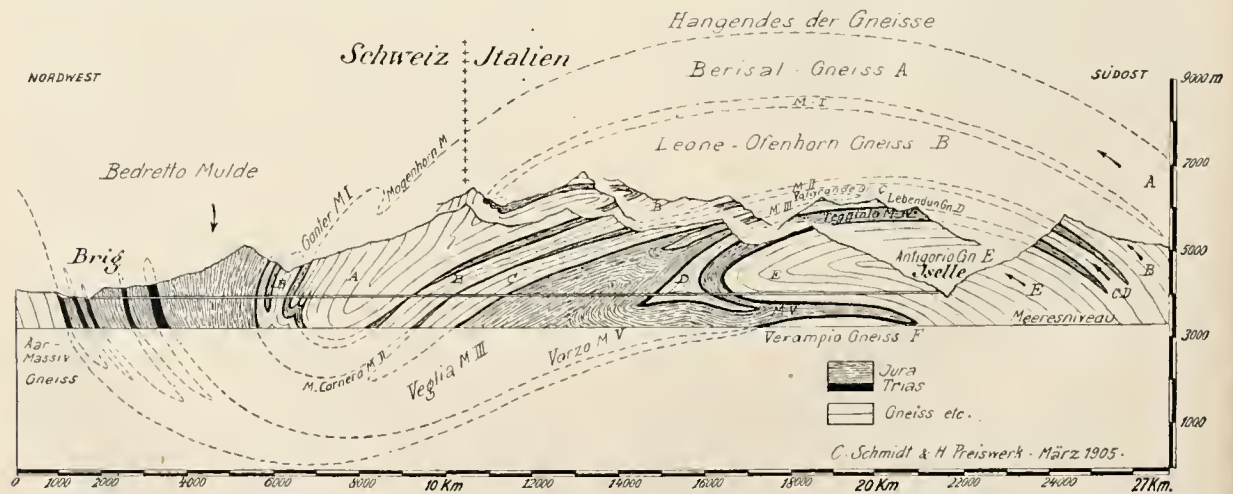 Hangendes der Gneisse
Schweiz Italien
NORDWEST
Berisal - Gneiss A
SÜDOST
9000 m
M - I
Leone - Ofenhorn Gneiss B
7000
Bedretto Mulde
Magenhorn M
Ganter M I
A
M II
M III
C
Lebendun Gn. D
Teggiolo M IV
B
Brig
5000
A
B
C
D
E
Antigorio Gn E
Iselle
E
C D
B
M V
Meeresniveau
3000
Aar-
Massiv
Gneiss
M. Cornera M II
Veglia M III
Varzo M V
Verampio Gneiss F
Jura
Trias
Gneiss etc.
1000
C. Schmidt & H Preiswerk - März 1905.
0 1000 2000 4000 6000 8000 10 Km 12000 14000 16000 18000 20 Km 22000 24000 27 Km.